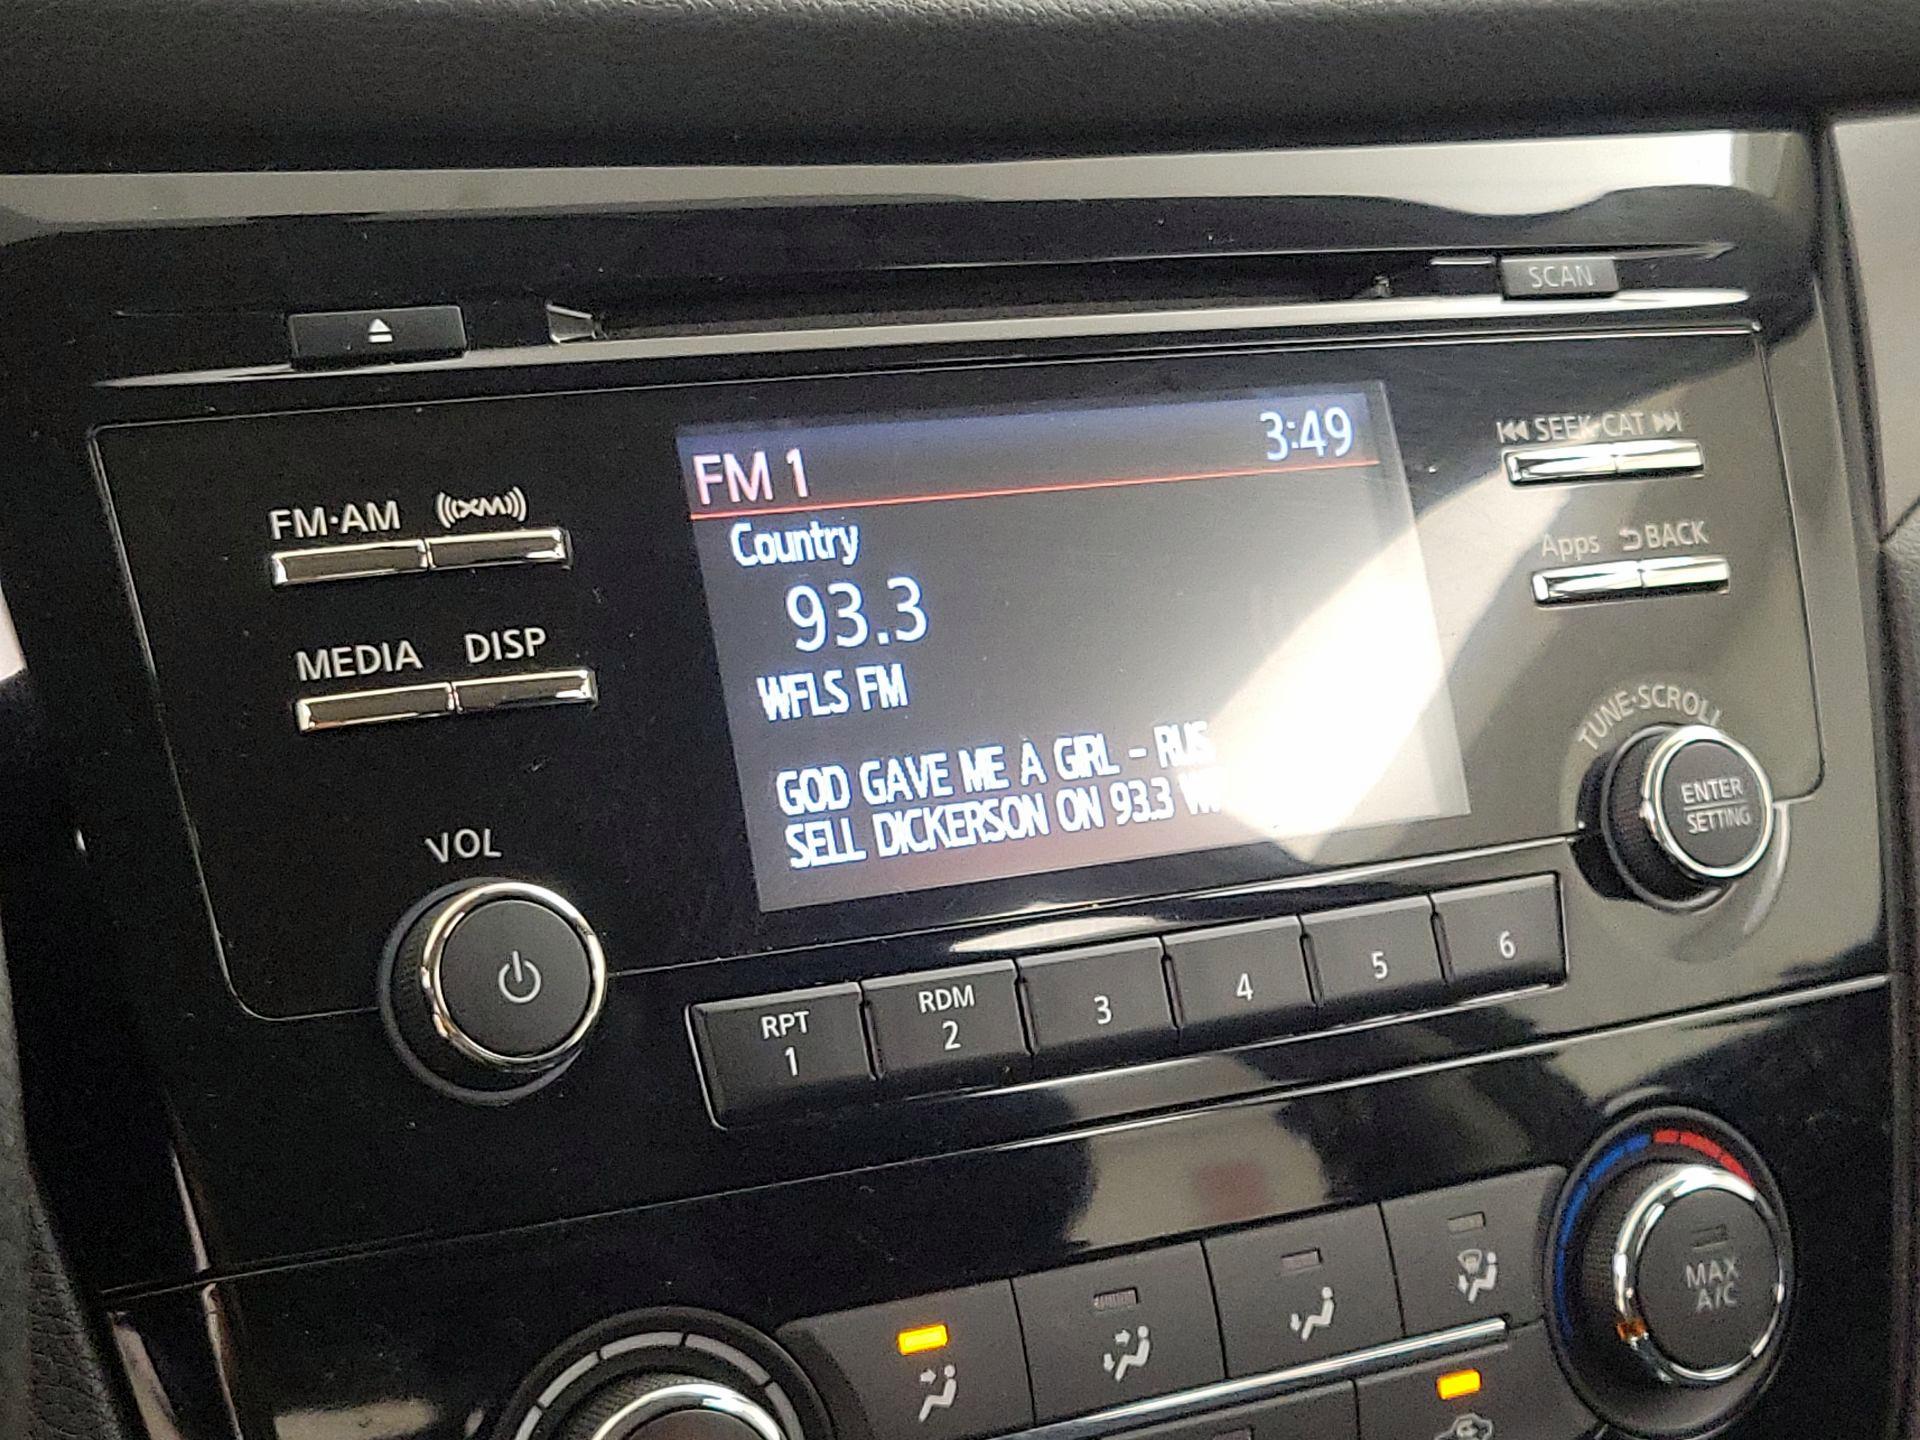 SCAN
FM 1 3:49
SEEK·CAT
FM·AM ((XM))
Country
Apps BACK
93.3
MEDIA DISP
WFLS FM
TUNE·SCROLL
GOD GAVE ME A GIRL - RUS
SELL DICKERSON ON 93.3
ENTER
SETTING
VOL
RPT
1
RDM
2
3
4
5
6
MAX
A/C